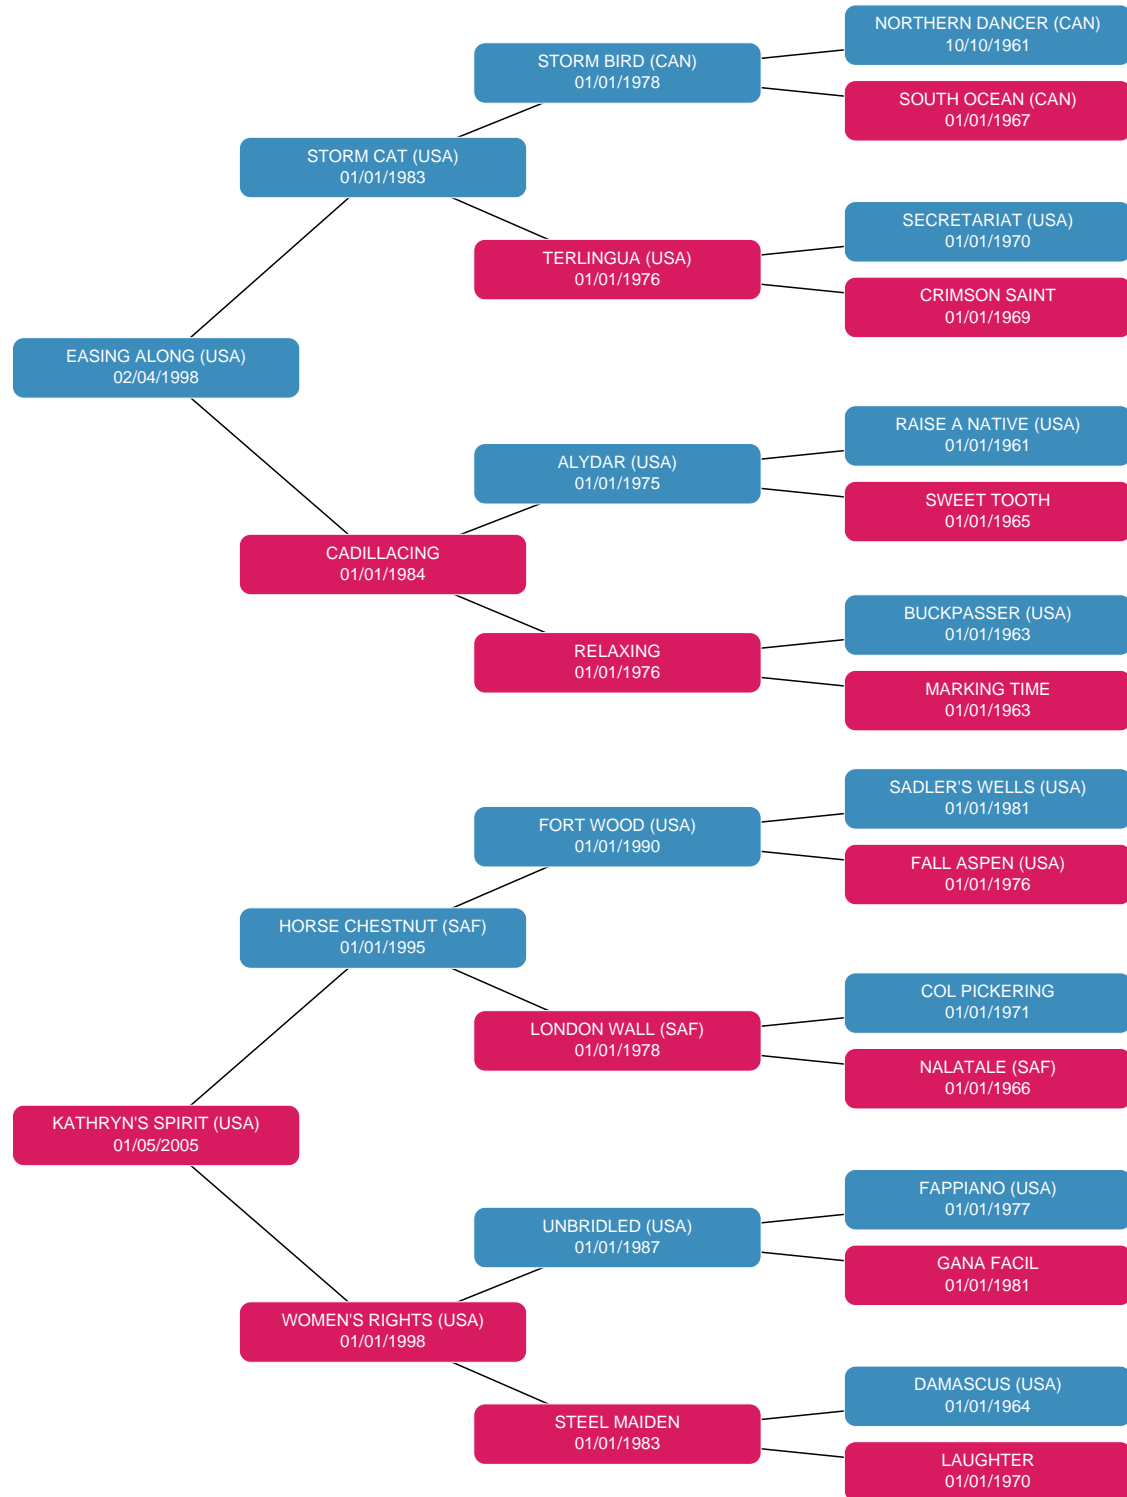 NORTHERN DANCER (CAN)
10/10/1961
STORM BIRD (CAN)
01/01/1978
SOUTH OCEAN (CAN)
01/01/1967
STORM CAT (USA)
01/01/1983
SECRETARIAT (USA)
01/01/1970
TERLINGUA (USA)
01/01/1976
CRIMSON SAINT
01/01/1969
EASING ALONG (USA)
02/04/1998
RAISE A NATIVE (USA)
01/01/1961
ALYDAR (USA)
01/01/1975
SWEET TOOTH
01/01/1965
CADILLACING
01/01/1984
BUCKPASSER (USA)
01/01/1963
RELAXING
01/01/1976
MARKING TIME
01/01/1963
SADLER'S WELLS (USA)
01/01/1981
FORT WOOD (USA)
01/01/1990
FALL ASPEN (USA)
01/01/1976
HORSE CHESTNUT (SAF)
01/01/1995
COL PICKERING
01/01/1971
LONDON WALL (SAF)
01/01/1978
NALATALE (SAF)
01/01/1966
KATHRYN'S SPIRIT (USA)
01/05/2005
FAPPIANO (USA)
01/01/1977
UNBRIDLED (USA)
01/01/1987
GANA FACIL
01/01/1981
WOMEN'S RIGHTS (USA)
01/01/1998
DAMASCUS (USA)
01/01/1964
STEEL MAIDEN
01/01/1983
LAUGHTER
01/01/1970